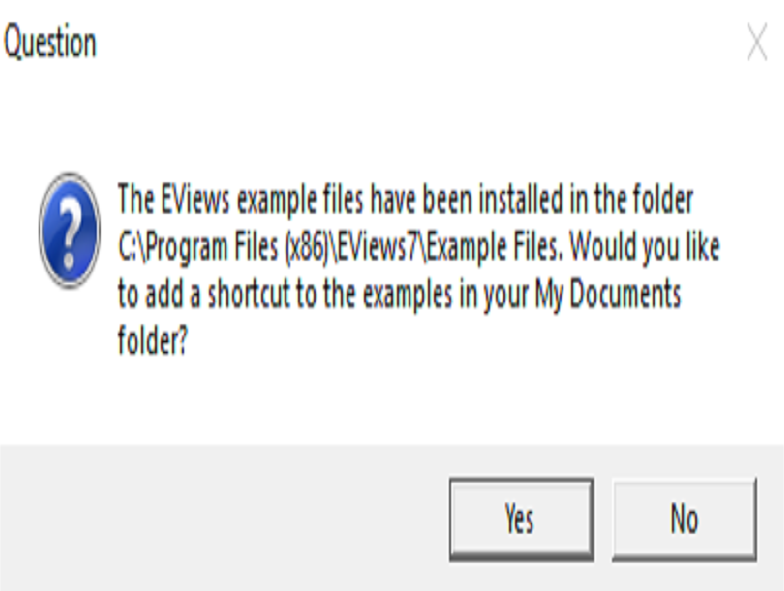 Question
The EViews example files have been installed in the folder
C:\Program Files (x86)\EViews7\Example Files. Would you like
to add a shortcut to the examples in your My Documents
folder?
Yes
No